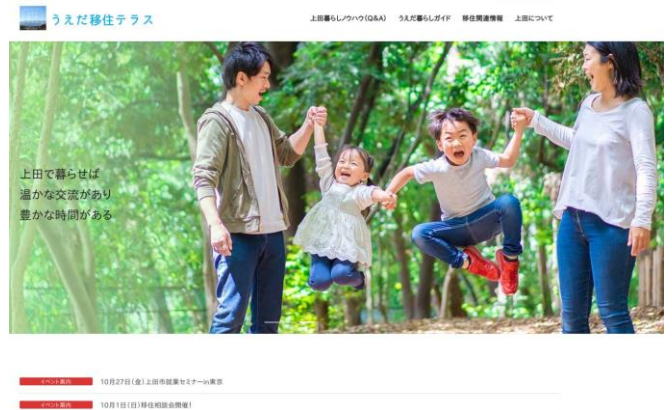 うえだ移住テラス
上田暮らしノウハウ(Q&A) うえだ暮らしガイド 移住関連情報 上田について
上田で暮らせば
温かな交流があり
豊かな時間がある
イベント案内 10月27日(金)上田市就業セミナーin東京
イベント案内 10月1日(日)移住相談会開催!